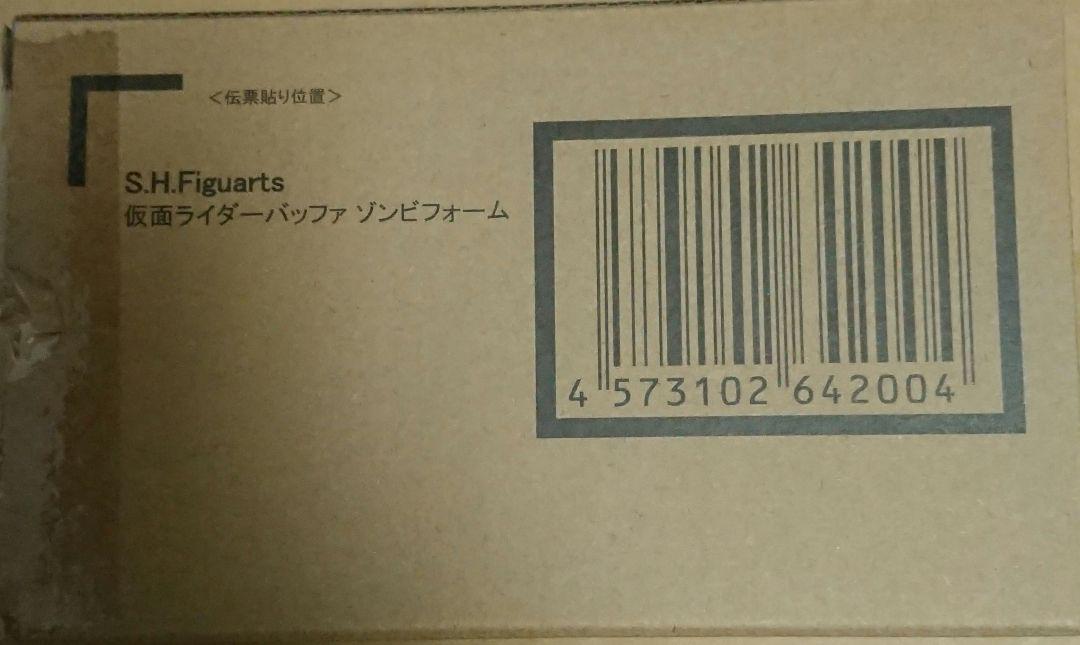 ＜伝票貼り位置＞
S.H.Figuarts
仮面ライダーバッファ ゾンビフォーム
4 573102 642004